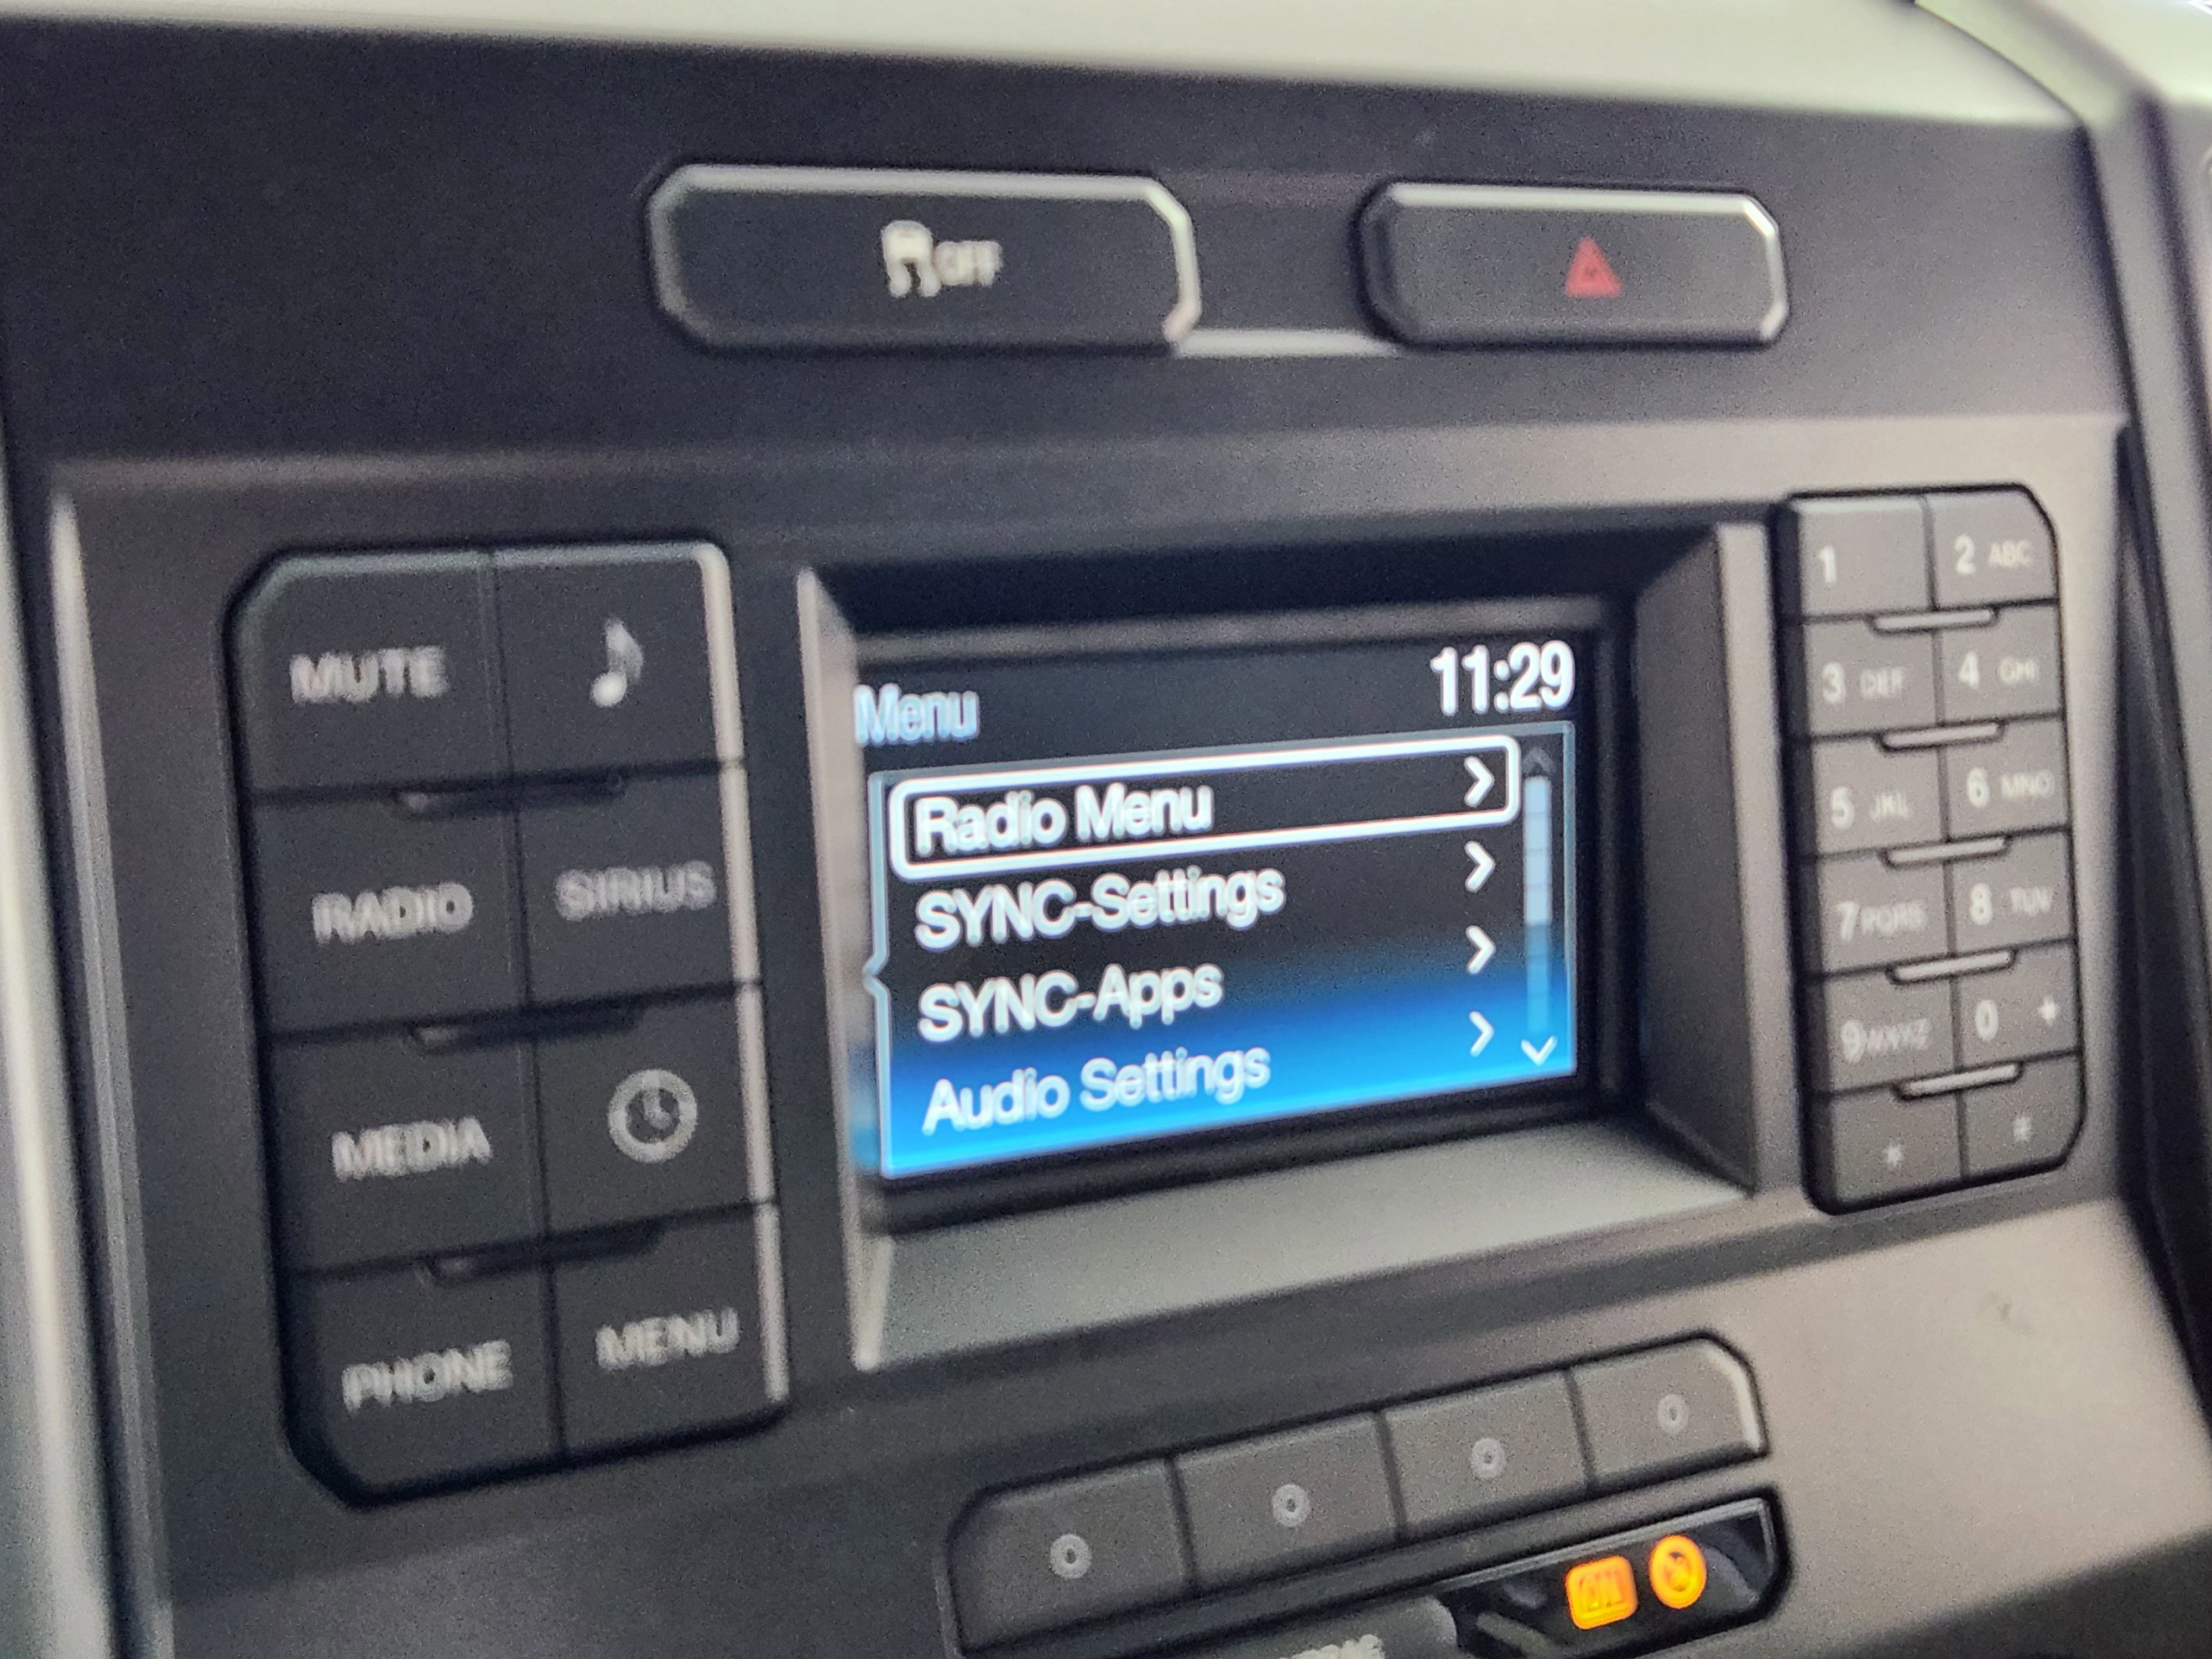 OFF
MUTE
RADIO
SIRIUS
MEDIA
PHONE
MENU
Menu
11:29
Radio Menu
SYNC-Settings
SYNC-Apps
Audio Settings
1
2 ABC
3 DEF
4 GHI
5 JKL
6 MNO
7 PQRS
8 TUV
9 WXYZ
0 +
*
#